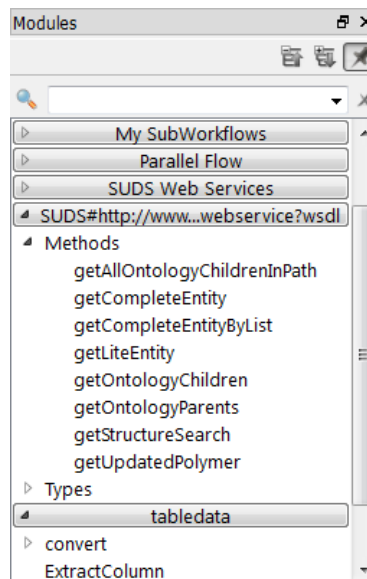 Modules
My SubWorkflows
Parallel Flow
SUDS Web Services
SUDS#http://www...webservice?wsdl
Methods
getAllOntologyChildrenInPath
getCompleteEntity
getCompleteEntityByList
getLiteEntity
getOntologyChildren
getOntologyParents
getStructureSearch
getUpdatedPolymer
Types
tabledata
convert
ExtractColumn